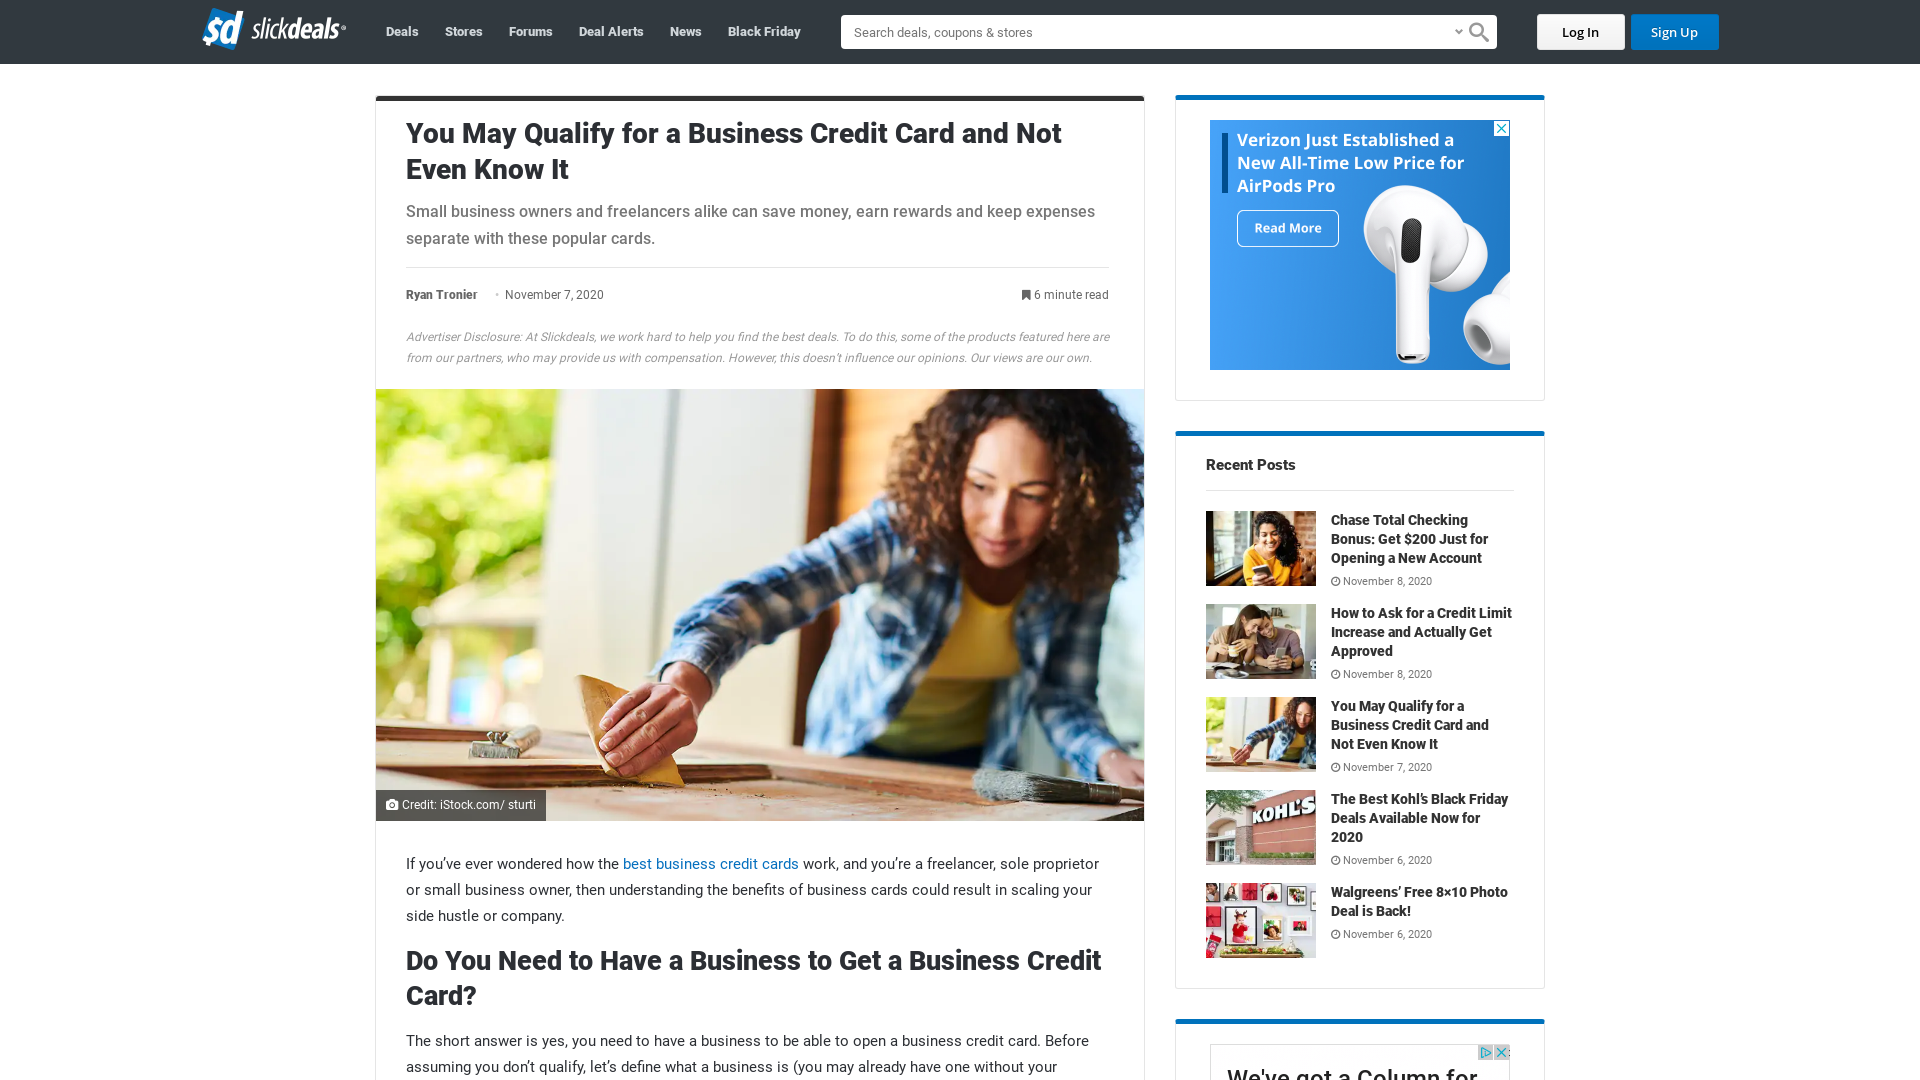 sd slickdeals
Deals
Stores
Forums
Deal Alerts
News
Black Friday
Search deals, coupons & stores
Log In
Sign Up
You May Qualify for a Business Credit Card and Not
Even Know It
Small business owners and freelancers alike can save money, earn rewards and keep expenses
separate with these popular cards.
Ryan Tronier • November 7, 2020
6 minute read
Advertiser Disclosure: At Slickdeals, we work hard to help you find the best deals. To do this, some of the products featured here are
from our partners, who may provide us with compensation. However, this doesn’t influence our opinions. Our views are our own.
Credit: iStock.com/ sturti
If you’ve ever wondered how the best business credit cards work, and you’re a freelancer, sole proprietor
or small business owner, then understanding the benefits of business cards could result in scaling your
side hustle or company.
Do You Need to Have a Business to Get a Business Credit
Card?
The short answer is yes, you need to have a business to be able to open a business credit card. Before
assuming you don’t qualify, let’s define what a business is (you may already have one without your
Verizon Just Established a
New All-Time Low Price for
AirPods Pro
Read More
Recent Posts
Chase Total Checking
Bonus: Get $200 Just for
Opening a New Account
November 8, 2020
How to Ask for a Credit Limit
Increase and Actually Get
Approved
November 8, 2020
You May Qualify for a
Business Credit Card and
Not Even Know It
November 7, 2020
KOHL'S
The Best Kohl’s Black Friday
Deals Available Now for
2020
November 6, 2020
Walgreens’ Free 8×10 Photo
Deal is Back!
November 6, 2020
We've got a Column for